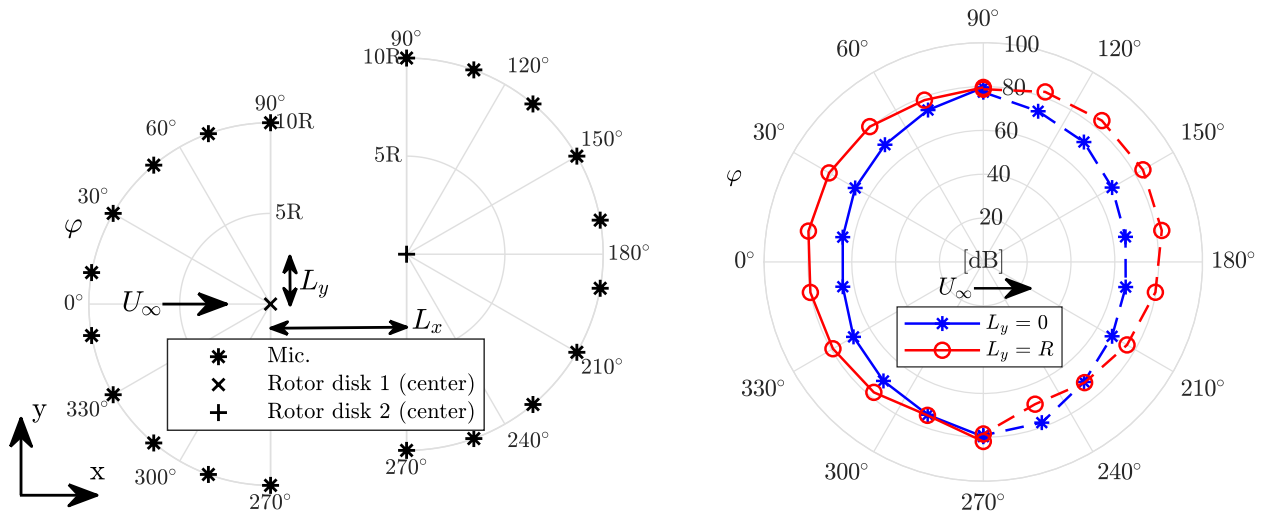 90°
10R
120°
150°
5R
180°
210°
240°
270°
90°
10R
60°
30°
5R
φ
0°
U∞
L_y
L_x
Mic.
Rotor disk 1 (center)
Rotor disk 2 (center)
330°
300°
270°
y
x
90°
100
60°
120°
80
30°
60
150°
40
φ
20
0°
[dB]
180°
U∞
L_y = 0
L_y = R
330°
210°
300°
240°
270°